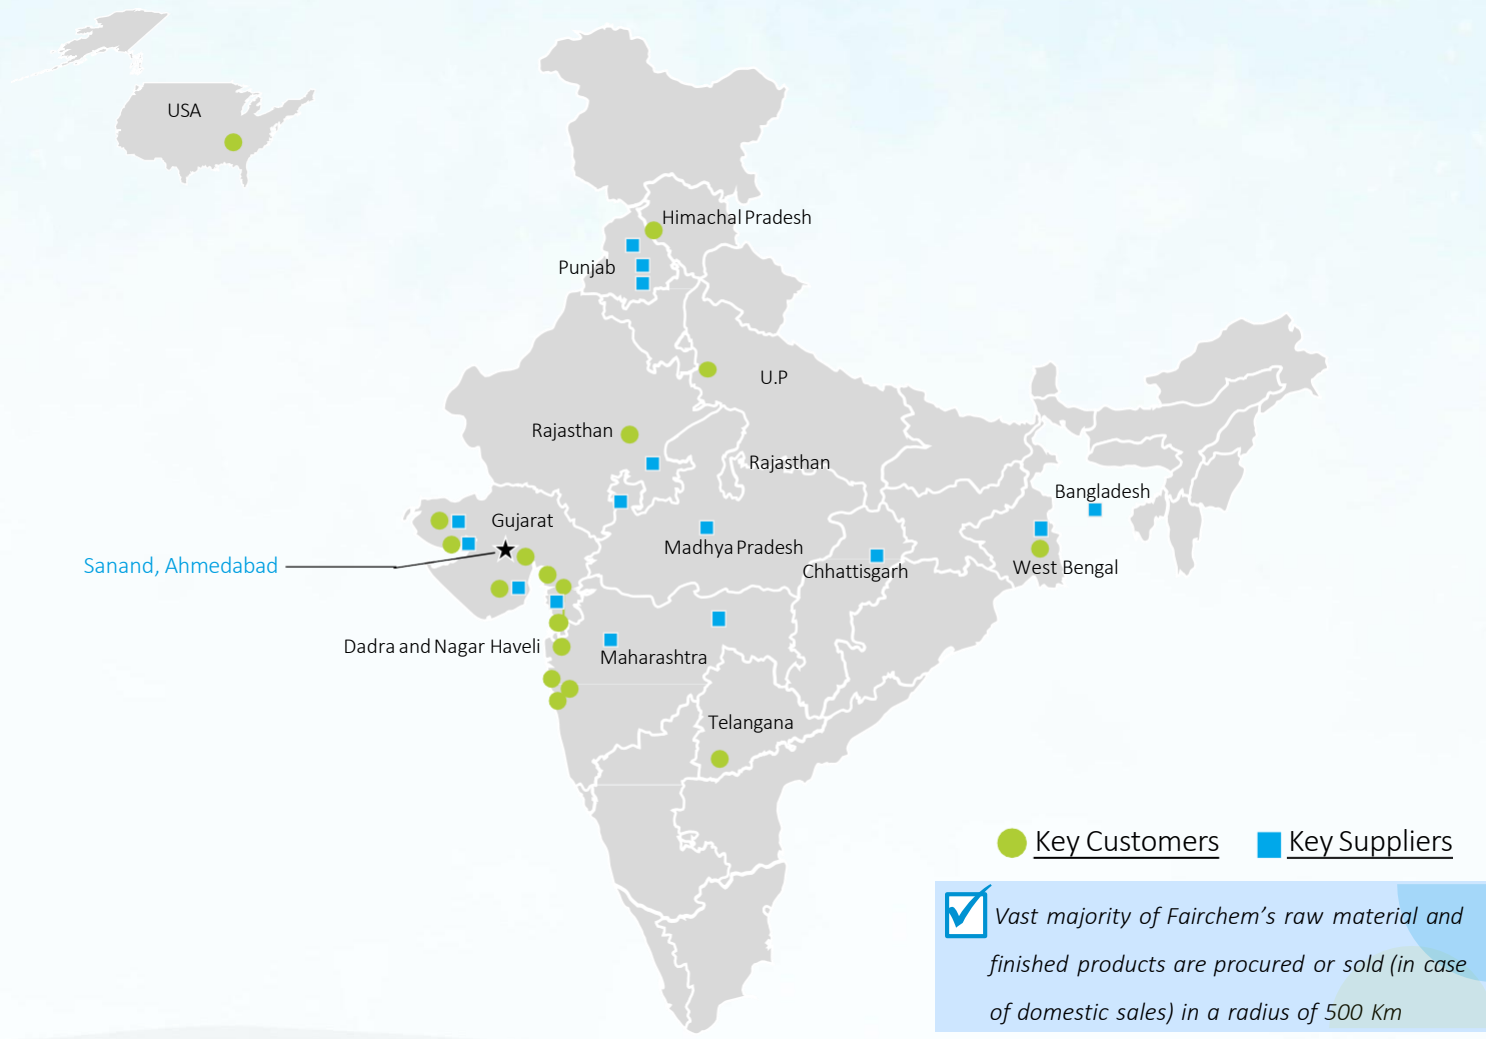 USA
Himachal Pradesh
Punjab
U.P
Rajasthan
Rajasthan
Bangladesh
Gujarat
Madhya Pradesh
Sanand, Ahmedabad
Chhattisgarh
West Bengal
Dadra and Nagar Haveli
Maharashtra
Telangana
Key Customers
Key Suppliers
Vast majority of Fairchem’s raw material and
finished products are procured or sold (in case
of domestic sales) in a radius of 500 Km